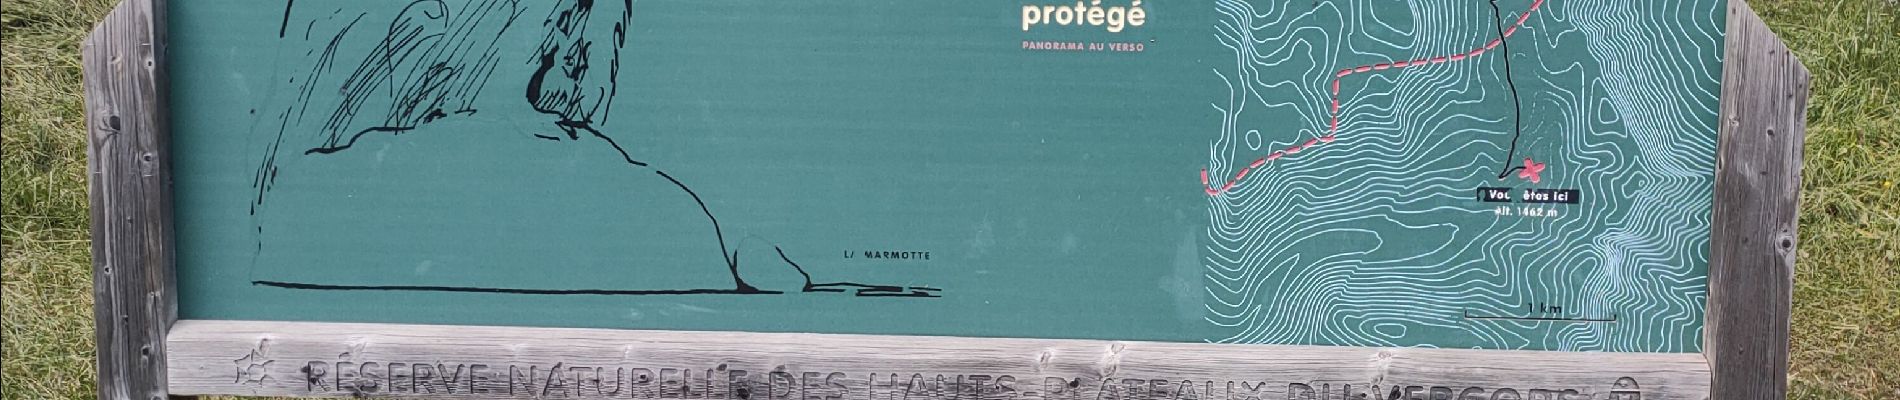 protégé
PANORAMA AU VERSO
MARMOTTE
êtes ici
Alt. 1462 m
1 km
RÉSERVE NATURELLE DES HAUTS-PLATEAUX DU VERCORS